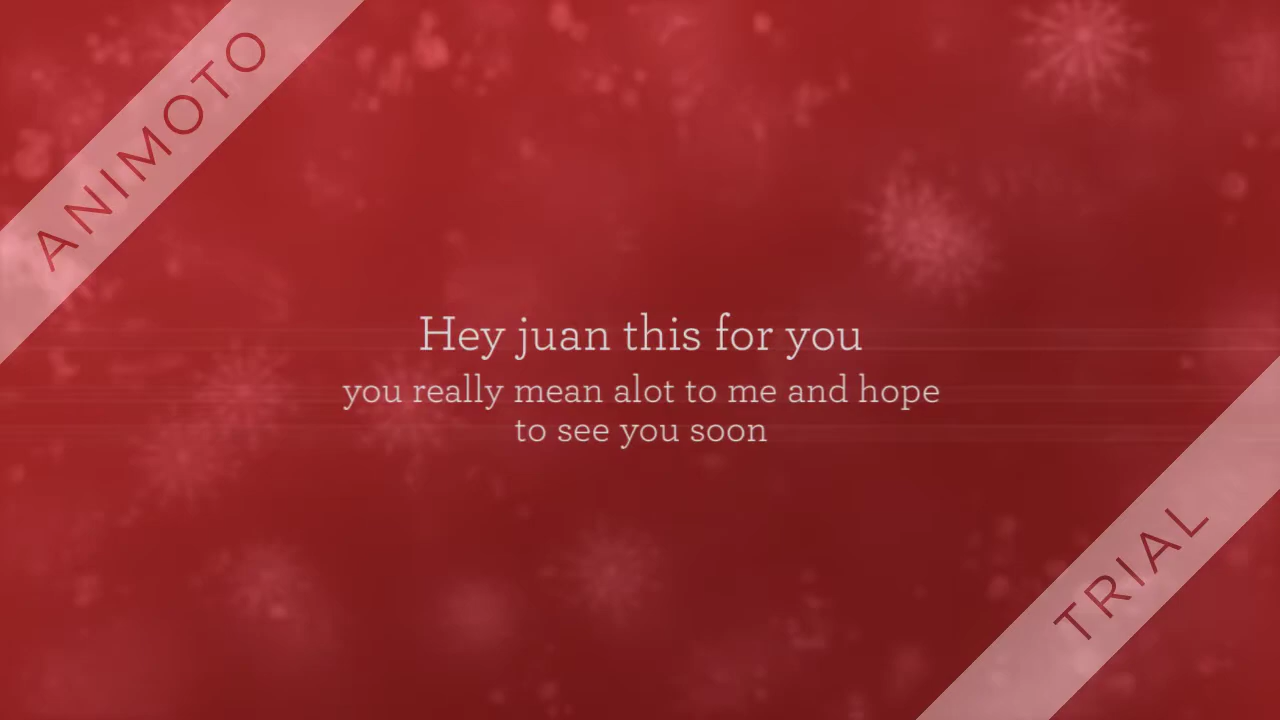 ANIMOTO
Hey juan this for you
you really mean alot to me and hope
to see you soon
TRIAL